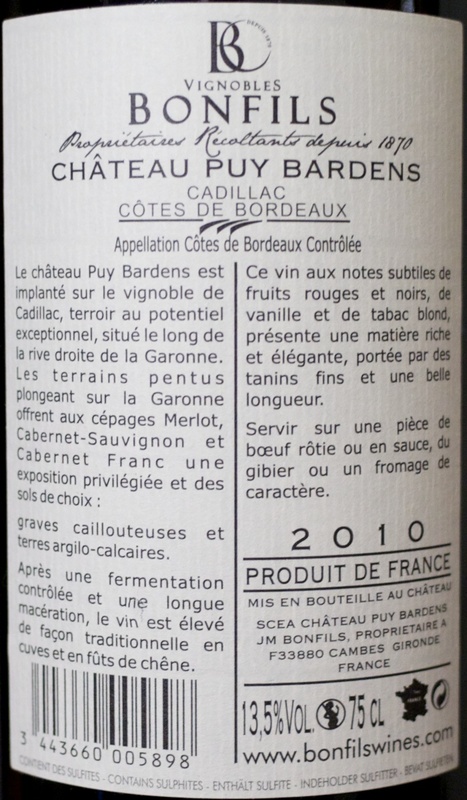 BC
DEPUIS 1870
VIGNOBLES
BONFILS
Propriétaires Récoltants depuis 1870
CHÂTEAU PUY BARDENS
CADILLAC
CÔTES DE BORDEAUX
Appellation Côtes de Bordeaux Contrôlée
Le château Puy Bardens est
implanté sur le vignoble de
Cadillac, terroir au potentiel
exceptionnel, situé le long de
la rive droite de la Garonne.
Les terrains pentus
plongeant sur la Garonne
offrent aux cépages Merlot,
Cabernet-Sauvignon et
Cabernet Franc une
exposition privilégiée et des
sols de choix :
graves caillouteuses et
terres argilo-calcaires.
Après une fermentation
contrôlée et une longue
macération, le vin est élevé
de façon traditionnelle en
cuves et en fûts de chêne.
3 443660 005898
Ce vin aux notes subtiles de
fruits rouges et noirs, de
vanille et de tabac blond,
présente une matière riche
et élégante, portée par des
tanins fins et une belle
longueur.
Servir sur une pièce de
bœuf rôtie ou en sauce, du
gibier ou un fromage de
caractère.
2010
PRODUIT DE FRANCE
MIS EN BOUTEILLE AU CHÂTEAU
SCEA CHÂTEAU PUY BARDENS
JM BONFILS, PROPRIETAIRE A
F33880 CAMBES GIRONDE
FRANCE
13,5%VOL. 75 CL
www.bonfilswines.com
CONTIENT DES SULFITES - CONTAINS SULPHITES - ENTHÄLT SULFITE - INDEHOLDER SULFITTER - BEVAT SULFIETEN